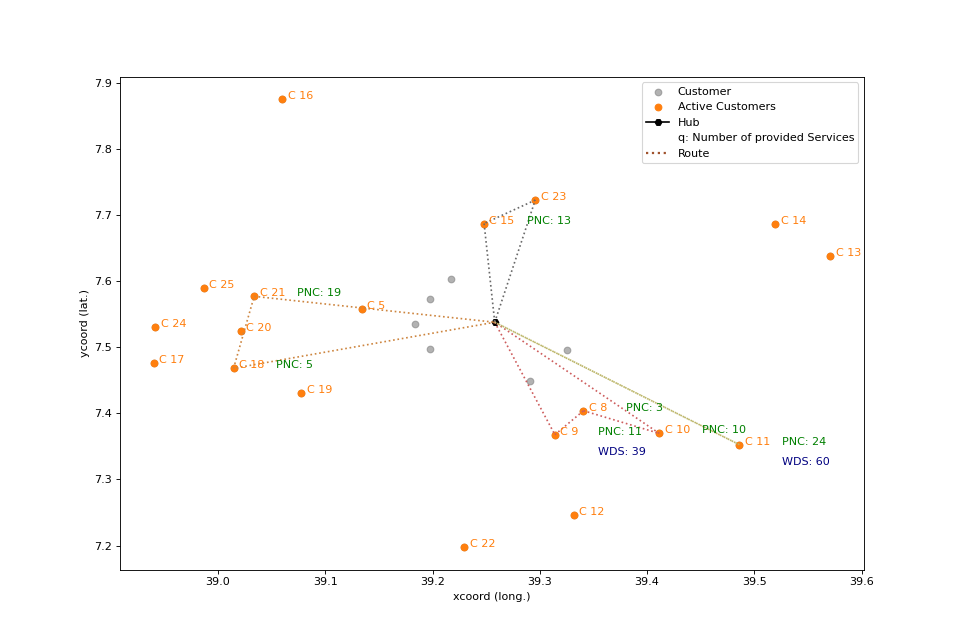 7.9
7.8
7.7
7.6
7.5
7.4
7.3
7.2
ycoord (lat.)
39.0
39.1
39.2
39.3
39.4
39.5
39.6
xcoord (long.)
Customer
Active Customers
Hub
q: Number of provided Services
Route
C 16
C 23
C 15
PNC: 13
C 14
C 13
C 25
C 21
PNC: 19
C 5
C 24
C 20
C 17
C 18
PNC: 5
C 19
C 8
PNC: 3
C 9
PNC: 11
WDS: 39
C 10
PNC: 10
C 11
PNC: 24
WDS: 60
C 12
C 22